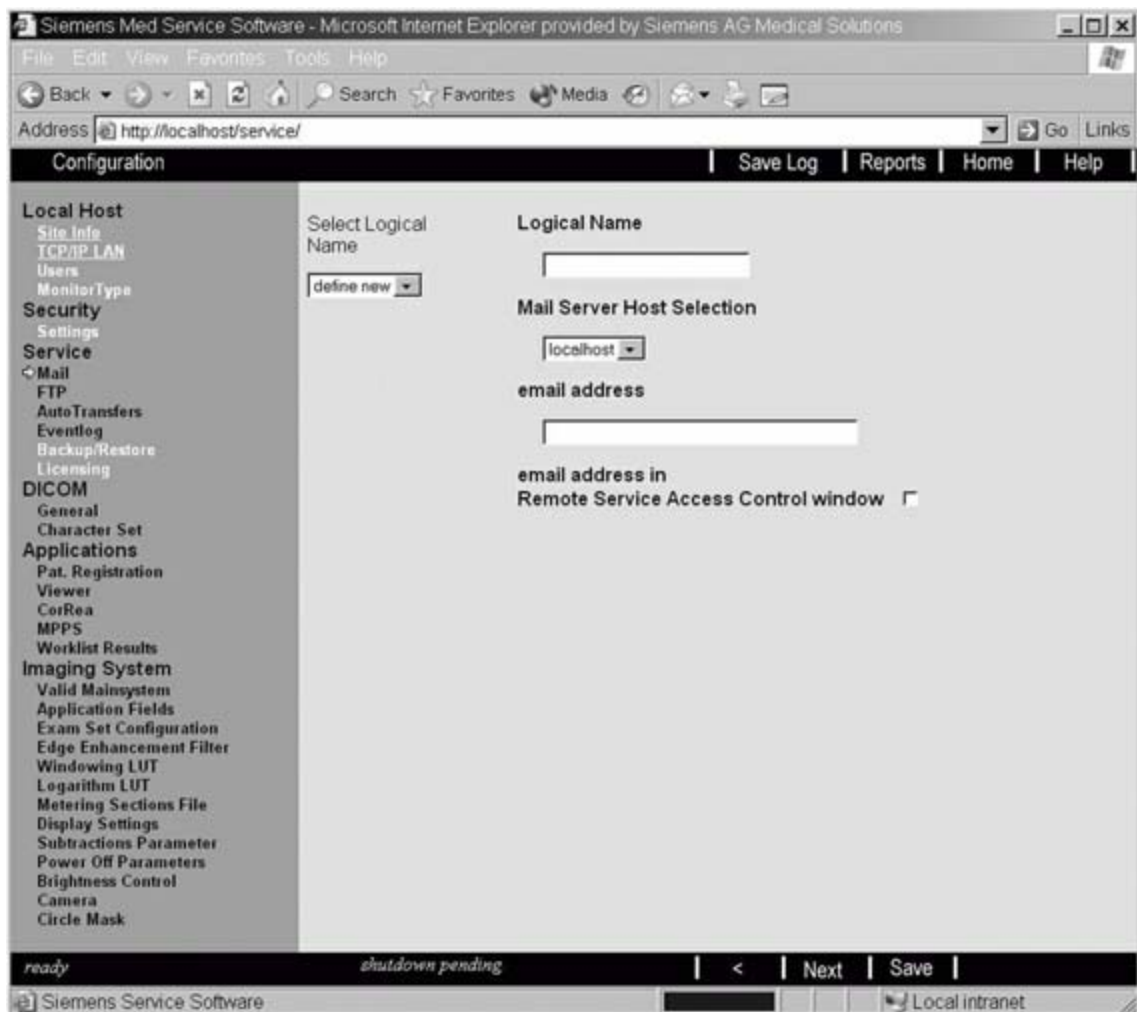 Siemens Med Service Software - Microsoft Internet Explorer provided by Siemens AG Medical Solutions
File Edit View Favorites Tools Help
Back Search Favorites Media
Address http://localhost/service/ Go Links
Configuration Save Log Reports Home Help
Local Host
Site Info
TCP/IP LAN
Users
MonitorType
Security
Settings
Service
Mail
FTP
AutoTransfers
Eventlog
Backup/Restore
Licensing
DICOM
General
Character Set
Applications
Pat. Registration
Viewer
CorRea
MPPS
Worklist Results
Imaging System
Valid Mainsystem
Application Fields
Exam Set Configuration
Edge Enhancement Filter
Windowing LUT
Logarithm LUT
Metering Sections File
Display Settings
Subtractions Parameter
Power Off Parameters
Brightness Control
Camera
Circle Mask
Select Logical
Name
define new
Logical Name
Mail Server Host Selection
localhost
email address
email address in
Remote Service Access Control window
ready shutdown pending < Next Save
Siemens Service Software Local intranet